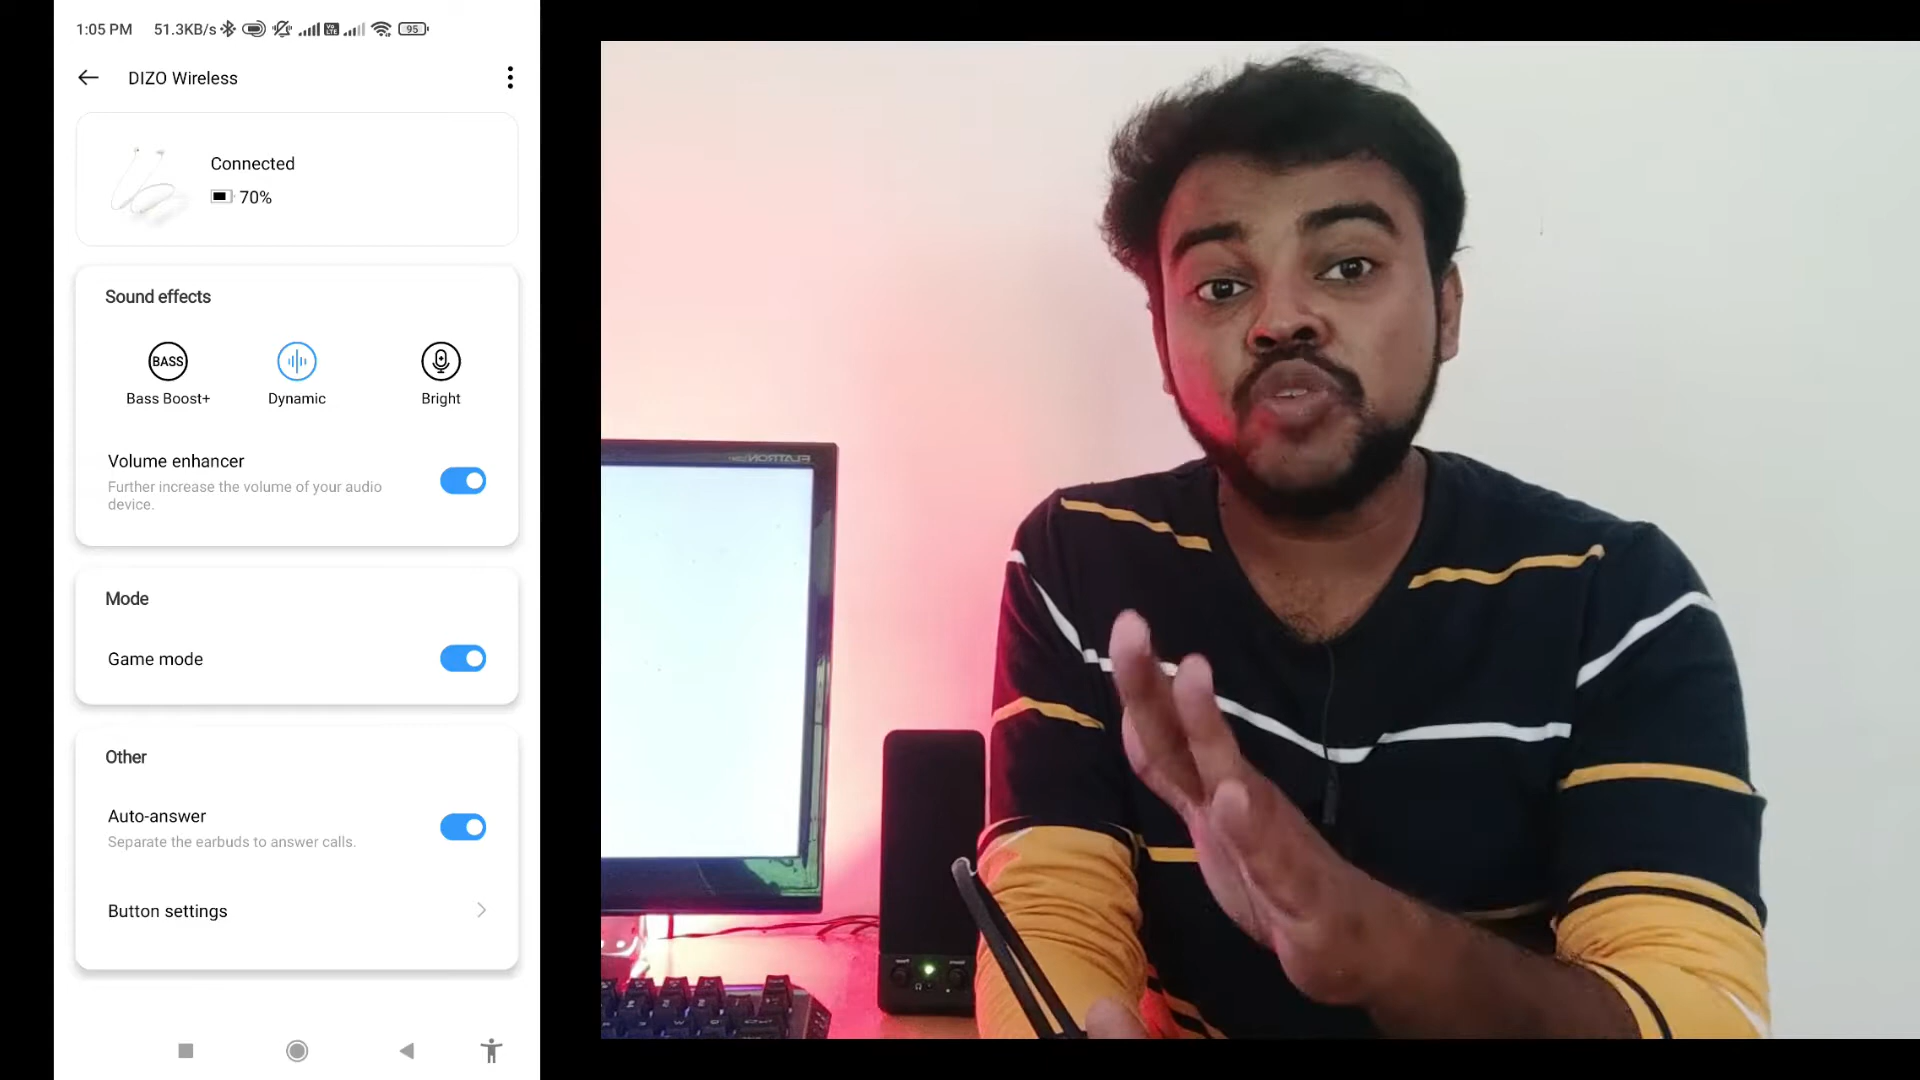 1:05 PM 51.3KB/s 95
DIZO Wireless
Connected
70%
Sound effects
BASS
Bass Boost+ Dynamic Bright
Volume enhancer
Further increase the volume of your audio
device.
Mode
Game mode
Other
Auto-answer
Separate the earbuds to answer calls.
Button settings